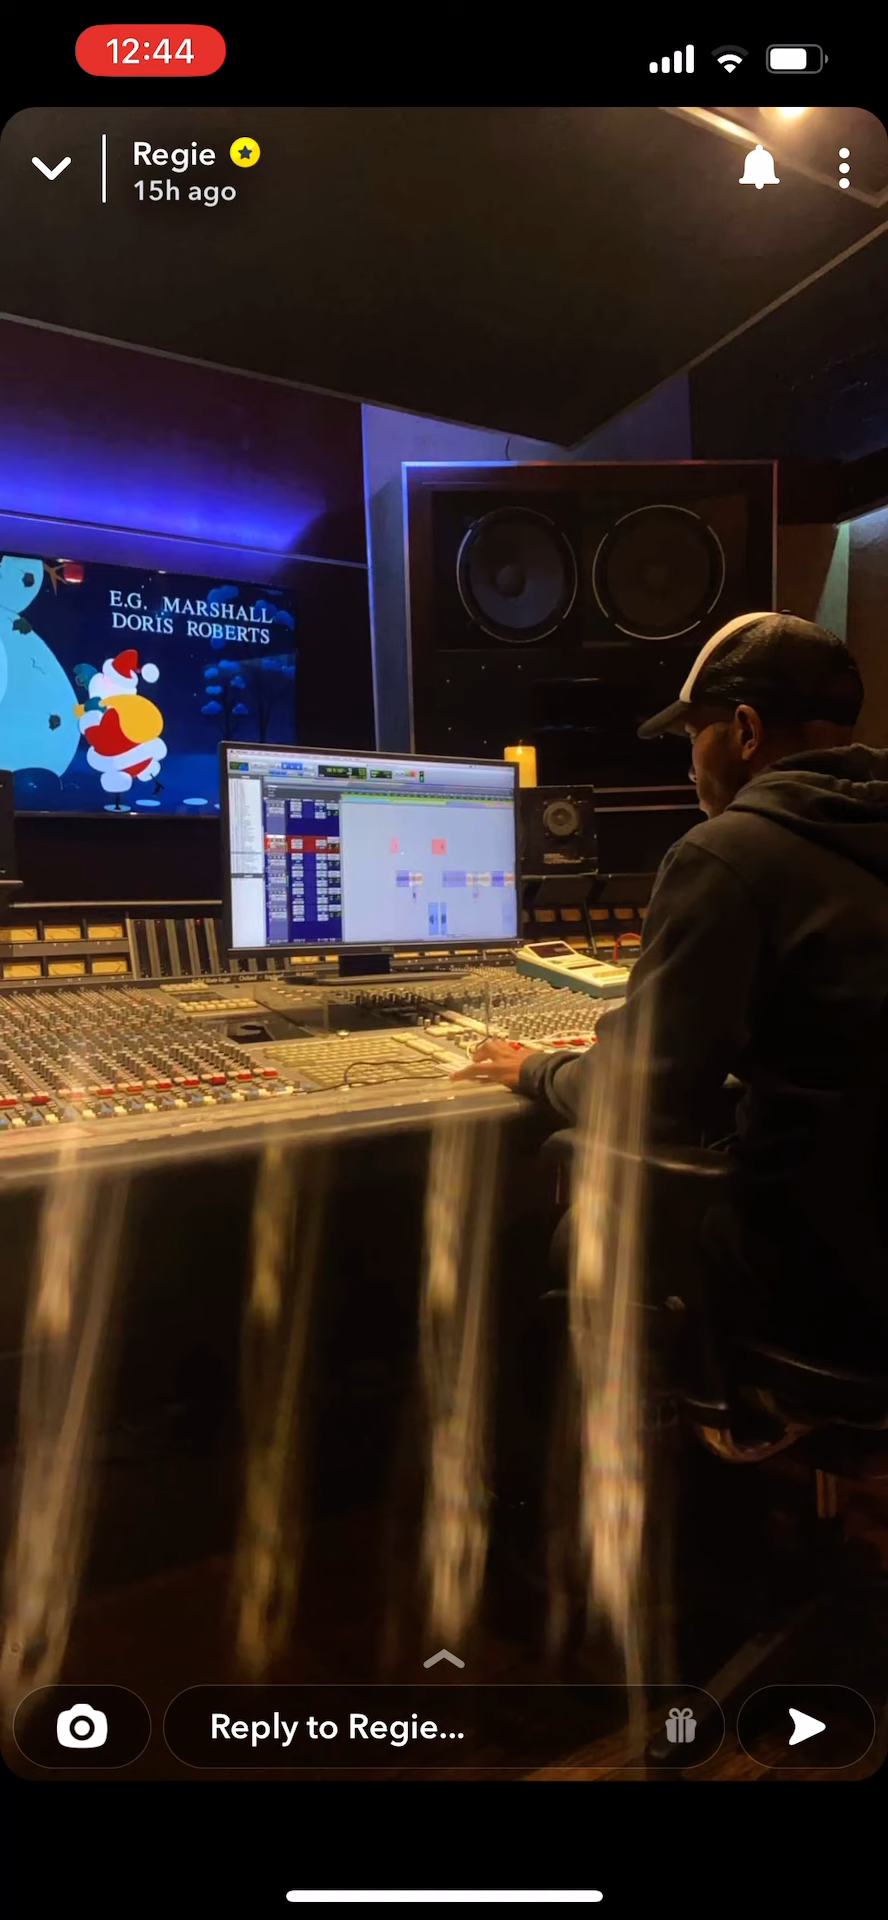 12:44
Regie
15h ago
E.G. MARSHALL
DORIS ROBERTS
Reply to Regie...